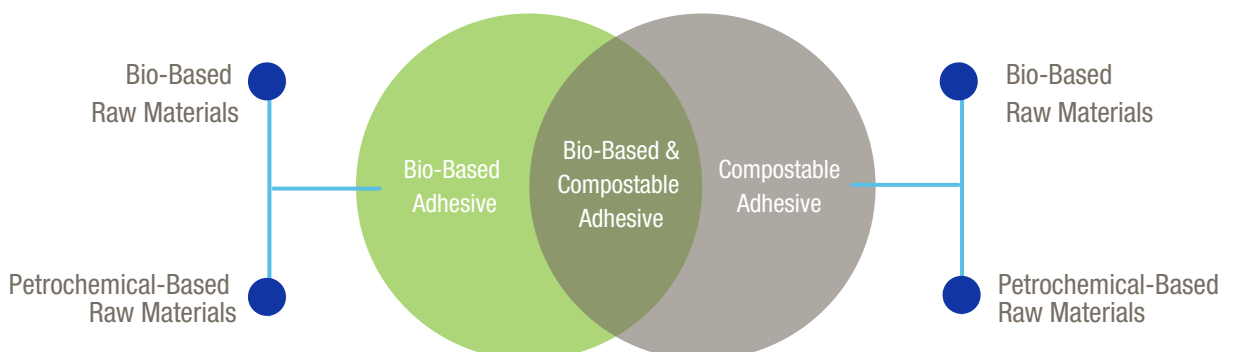 Bio-Based
Raw Materials
Petrochemical-Based
Raw Materials
Bio-Based
Adhesive
Bio-Based &
Compostable
Adhesive
Compostable
Adhesive
Bio-Based
Raw Materials
Petrochemical-Based
Raw Materials